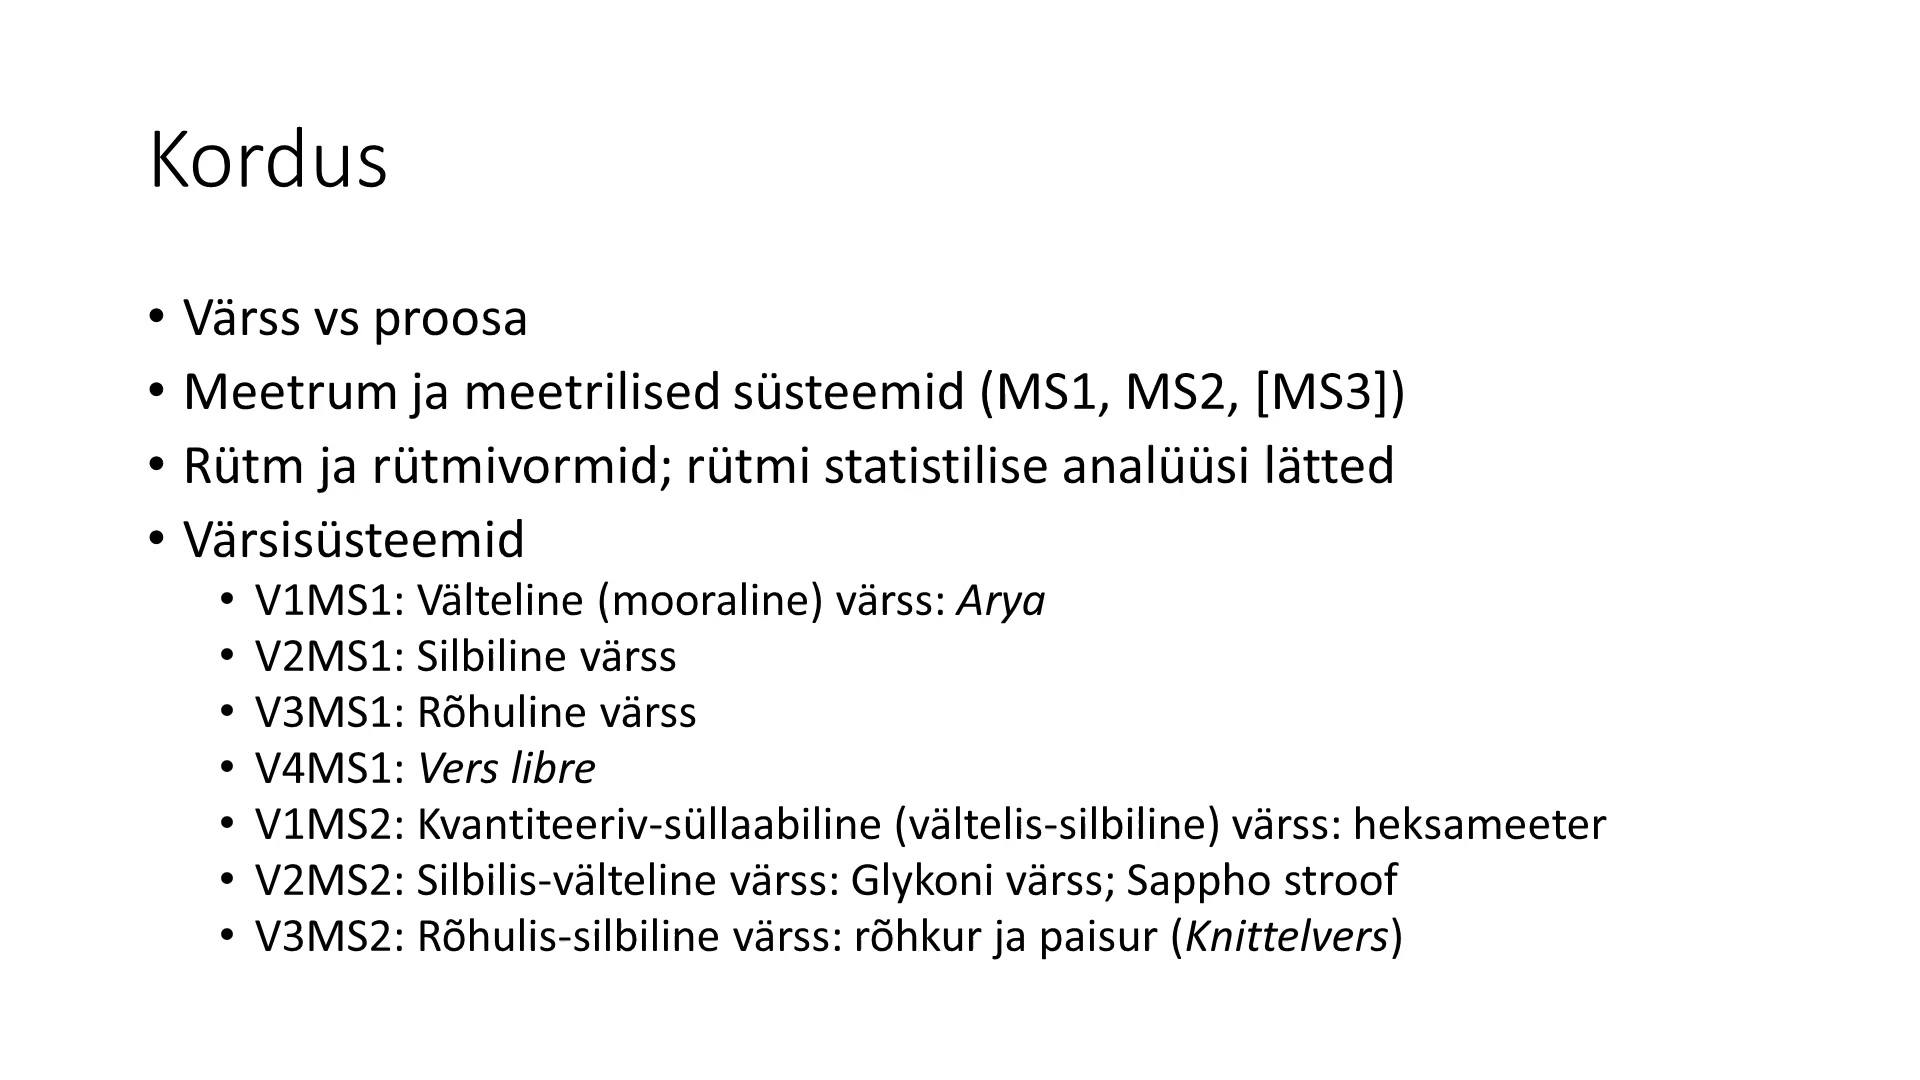 Kordus
• Värss vs proosa
• Meetrum ja meetrilised süsteemid (MS1, MS2, [MS3])
• Rütm ja rütmivormid; rütmi statistilise analüüsi lätted
• Värsisüsteemid
• V1MS1: Välteline (mooraline) värss: Arya
• V2MS1: Silbiline värss
• V3MS1: Rõhuline värss
• V4MS1: Vers libre
• V1MS2: Kvantiteeriv-süllaabiline (vältelis-silbiline) värss: heksameeter
• V2MS2: Silbilis-välteline värss: Glykoni värss; Sappho stroof
• V3MS2: Rõhulis-silbiline värss: rõhkur ja paisur (Knittelvers)